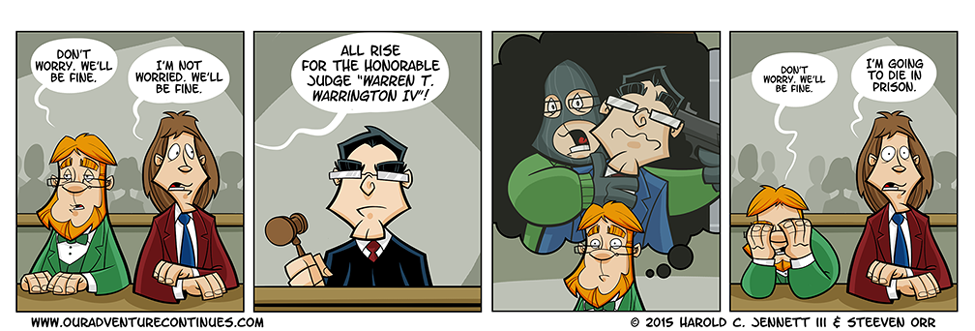 DON'T
WORRY. WE'LL
BE FINE.
I'M NOT
WORRIED. WE'LL
BE FINE.
ALL RISE
FOR THE HONORABLE
JUDGE "WARREN T.
WARRINGTON IV"!
DON'T
WORRY. WE'LL
BE FINE.
I'M GOING
TO DIE IN
PRISON.
WWW.OURADVENTURECONTINUES.COM
© 2015 HAROLD C. JENNETT III & STEEVEN ORR